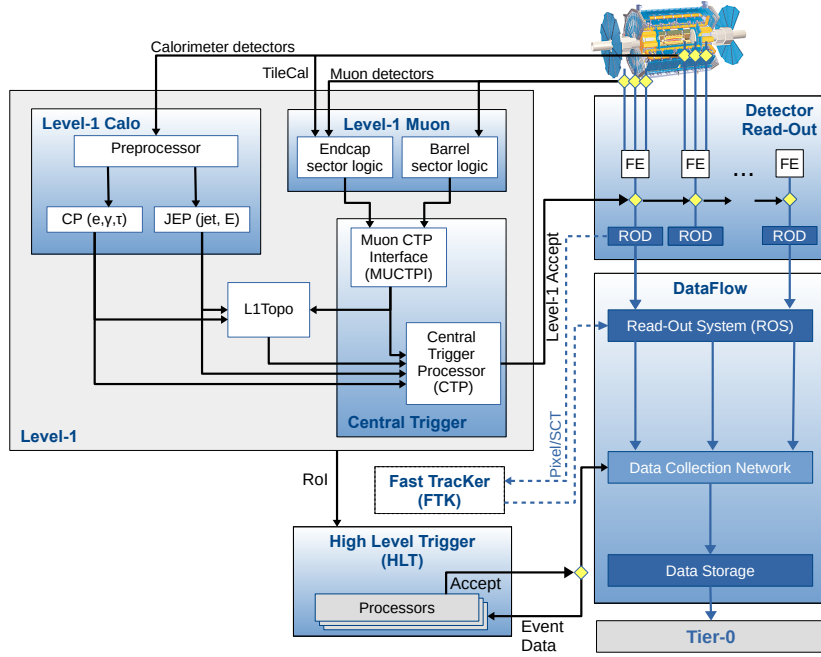 Calorimeter detectors
TileCal
Muon detectors
Level-1 Calo
Preprocessor
CP (e,γ,τ)
JEP (jet, E)
Level-1 Muon
Endcap
sector logic
Barrel
sector logic
Muon CTP
Interface
(MUCTPI)
L1Topo
Central
Trigger
Processor
(CTP)
Central Trigger
Level-1
Level-1 Accept
Detector
Read-Out
FE
FE
FE
...
ROD
ROD
ROD
DataFlow
Read-Out System (ROS)
Pixel/SCT
Data Collection Network
Data Storage
Tier-0
RoI
Fast TracKer
(FTK)
High Level Trigger
(HLT)
Accept
Processors
Event
Data